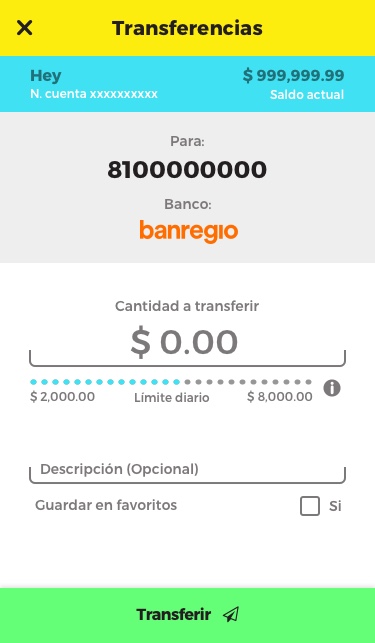 Transferencias
Hey $ 999,999.99
N. cuenta xxxxxxxxxx Saldo actual
Para:
8100000000
Banco:
banregio
Cantidad a transferir
$ 0.00
$ 2,000.00 Límite diario $ 8,000.00
Descripción (Opcional)
Guardar en favoritos Si
Transferir